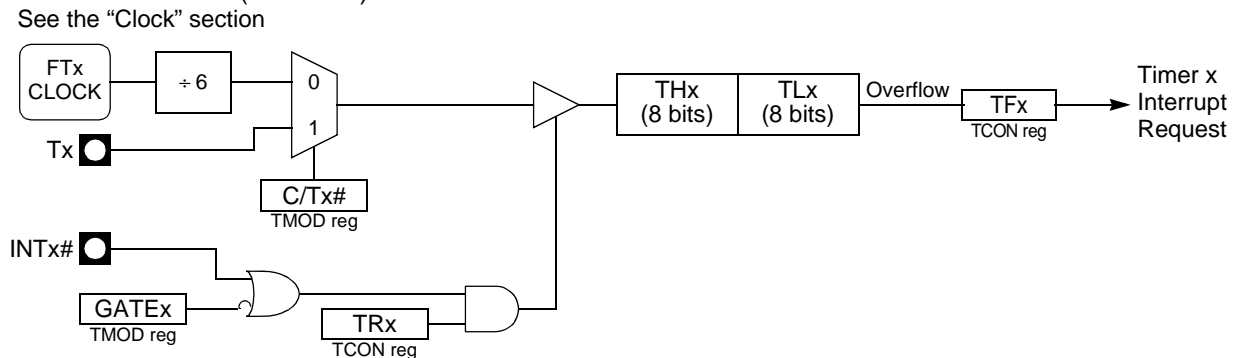 See the “Clock” section
FTx
CLOCK
÷ 6
0
1
Tx
C/Tx#
TMOD reg
THx
(8 bits)
TLx
(8 bits)
Overflow
TFx
TCON reg
Timer x
Interrupt
Request
INTx#
GATEx
TMOD reg
TRx
TCON reg